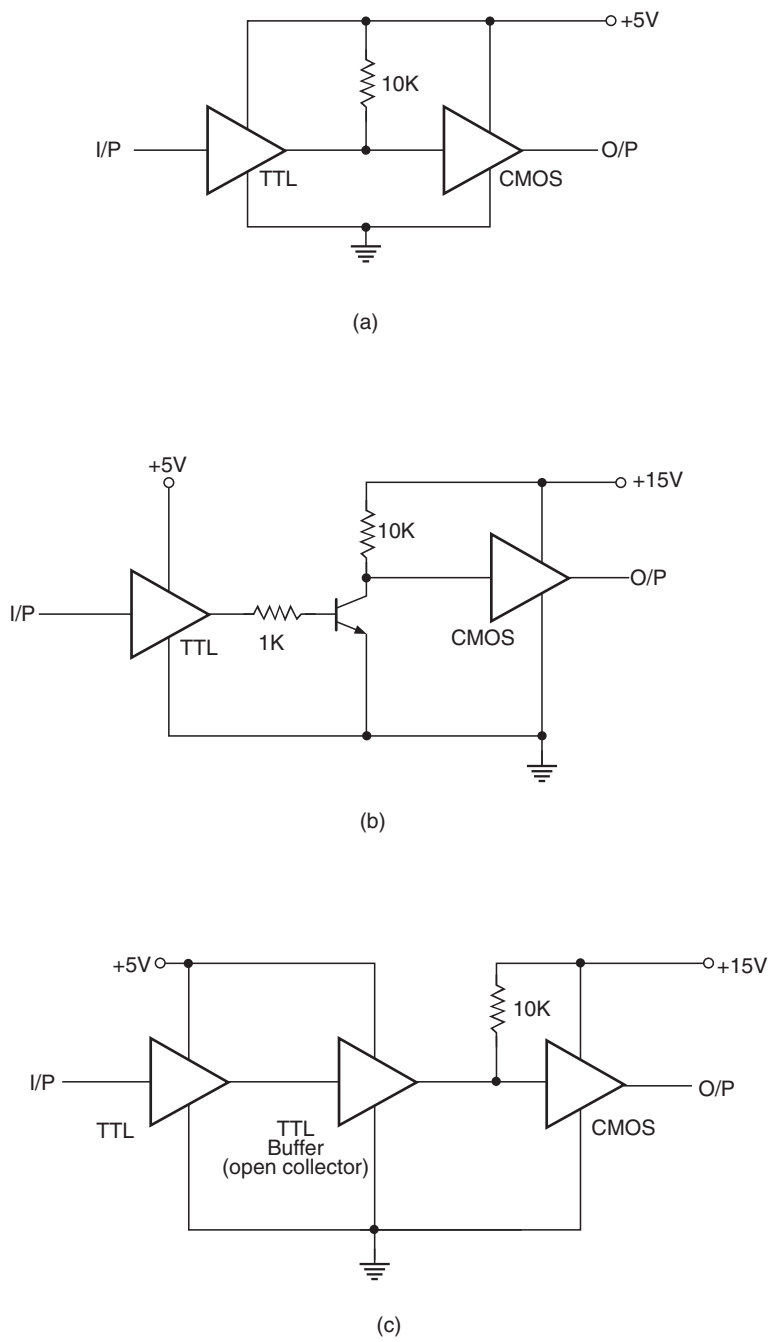 +5V
10K
I/P
O/P
TTL
CMOS
(a)
+5V
+15V
10K
I/P
O/P
TTL
1K
CMOS
(b)
+5V
+15V
10K
I/P
O/P
TTL
TTL
Buffer
(open collector)
CMOS
(c)